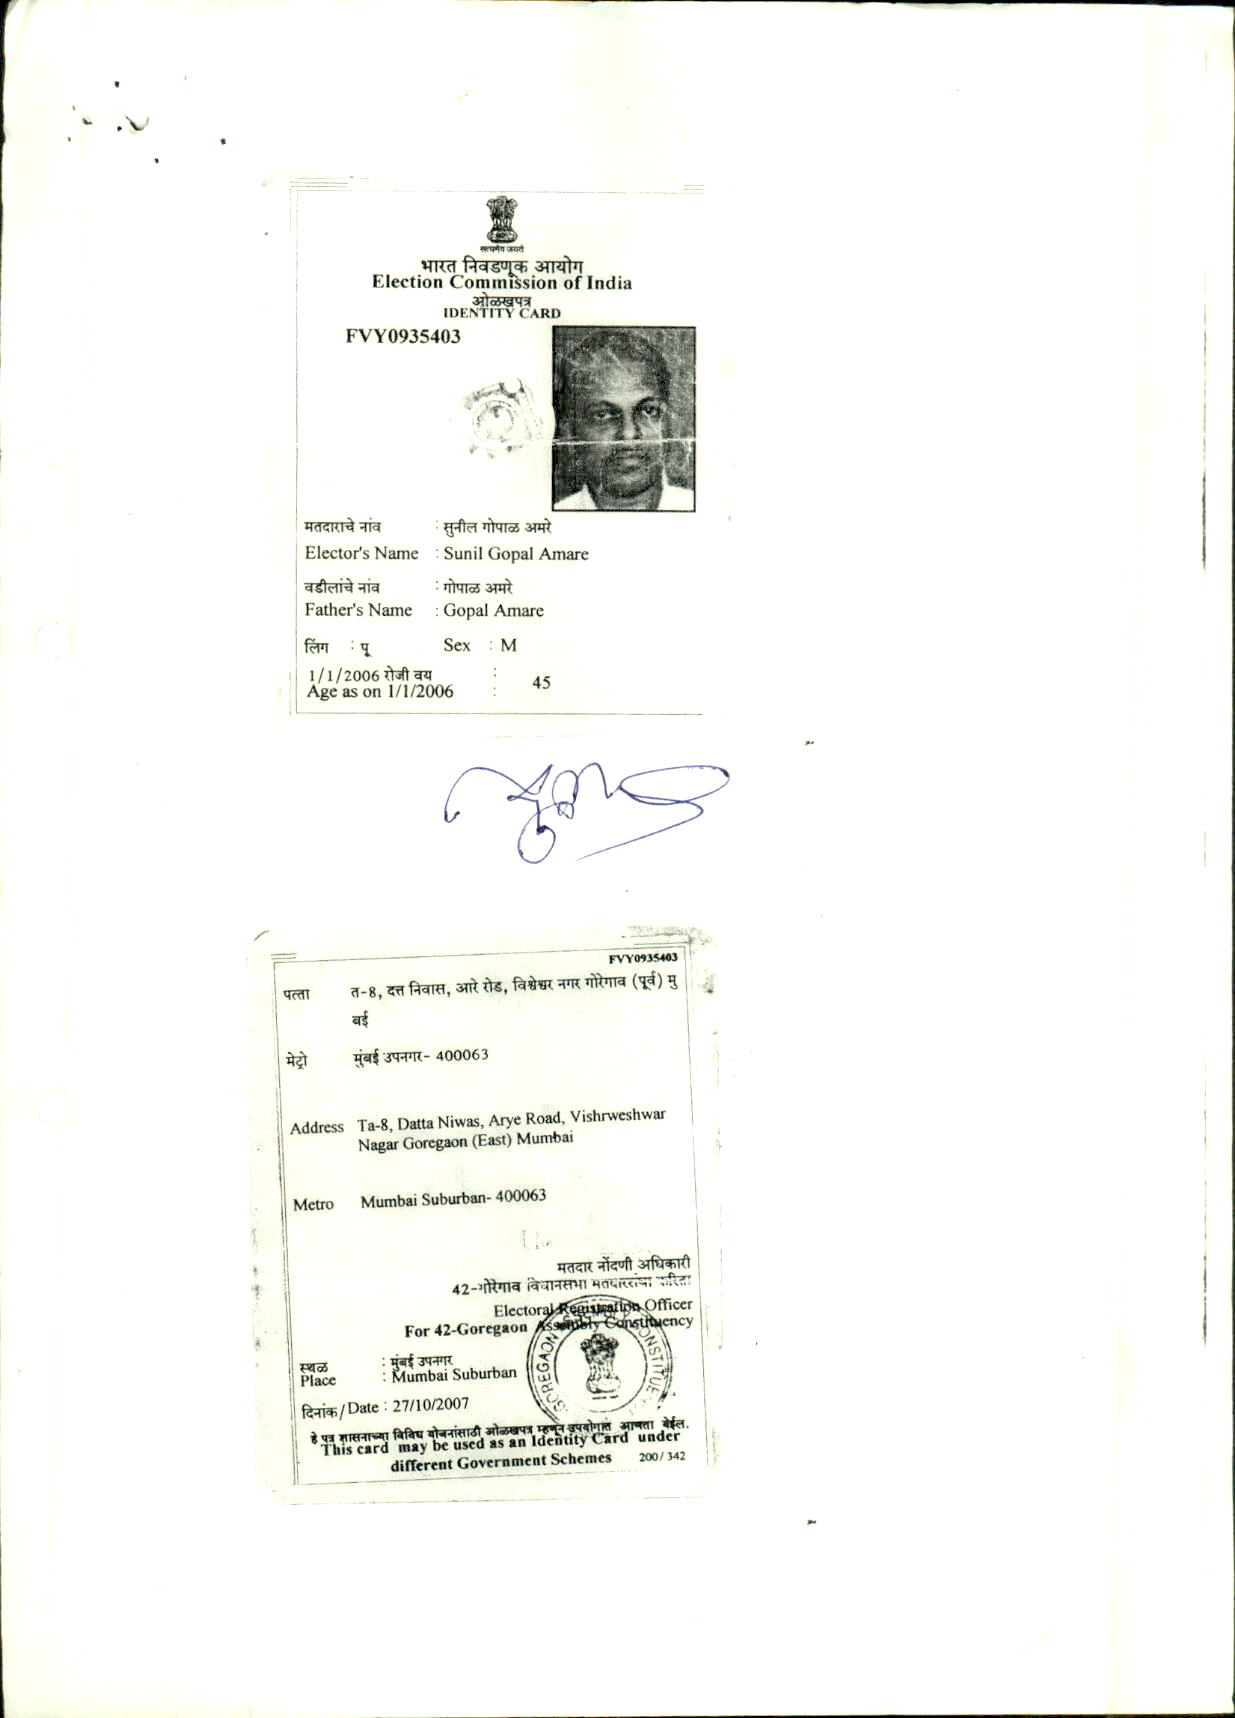 सत्यमेव जयते
भारत निवडणूक आयोग
Election Commission of India
ओळखपत्र
IDENTITY CARD
FVY0935403
मतदाराचे नांव : सुनील गोपाळ अमरे
Elector's Name : Sunil Gopal Amare
वडीलांचे नांव : गोपाळ अमरे
Father's Name : Gopal Amare
लिंग : पू Sex : M
1/1/2006 रोजी वय :
Age as on 1/1/2006 : 45
FVY0935403
पत्ता त-8, दत्त निवास, आरे रोड, विश्वेश्वर नगर गोरेगाव (पूर्व) मु
बई
मेट्रो मुंबई उपनगर- 400063
Address Ta-8, Datta Niwas, Arye Road, Vishrweshwar
Nagar Goregaon (East) Mumbai
Metro Mumbai Suburban- 400063
मतदार नोंदणी अधिकारी
42-गोरेगाव विधानसभा मतदारसंघा करिता
Electoral Registration Officer
For 42-Goregaon Assembly Constituency
GOREGAON CONSTITUE
स्थळ : मुंबई उपनगर
Place : Mumbai Suburban
दिनांक/Date : 27/10/2007
हे पत्र शासनाच्या विविध योजनांसाठी ओळखपत्र म्हणून उपयोगात आणता येईल.
This card may be used as an Identity Card under
different Government Schemes 200/342